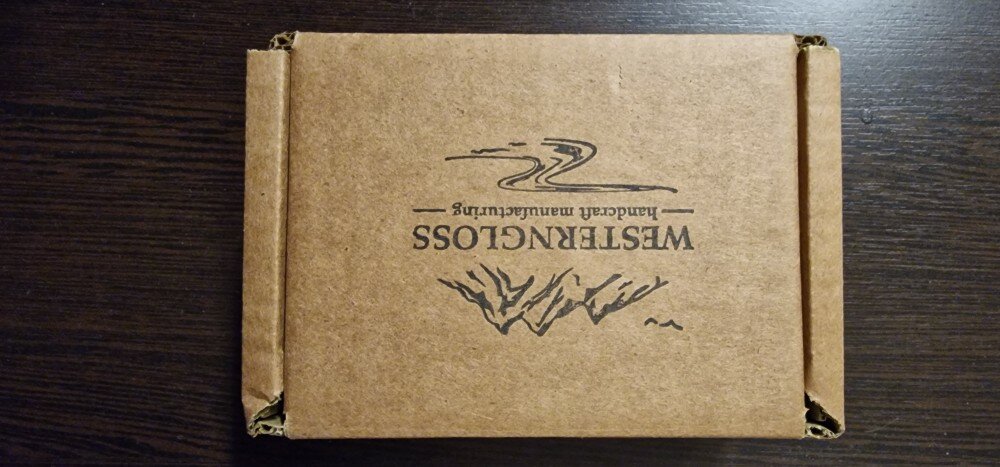 WESTERNGLOSS
— handcraft manufacturing —